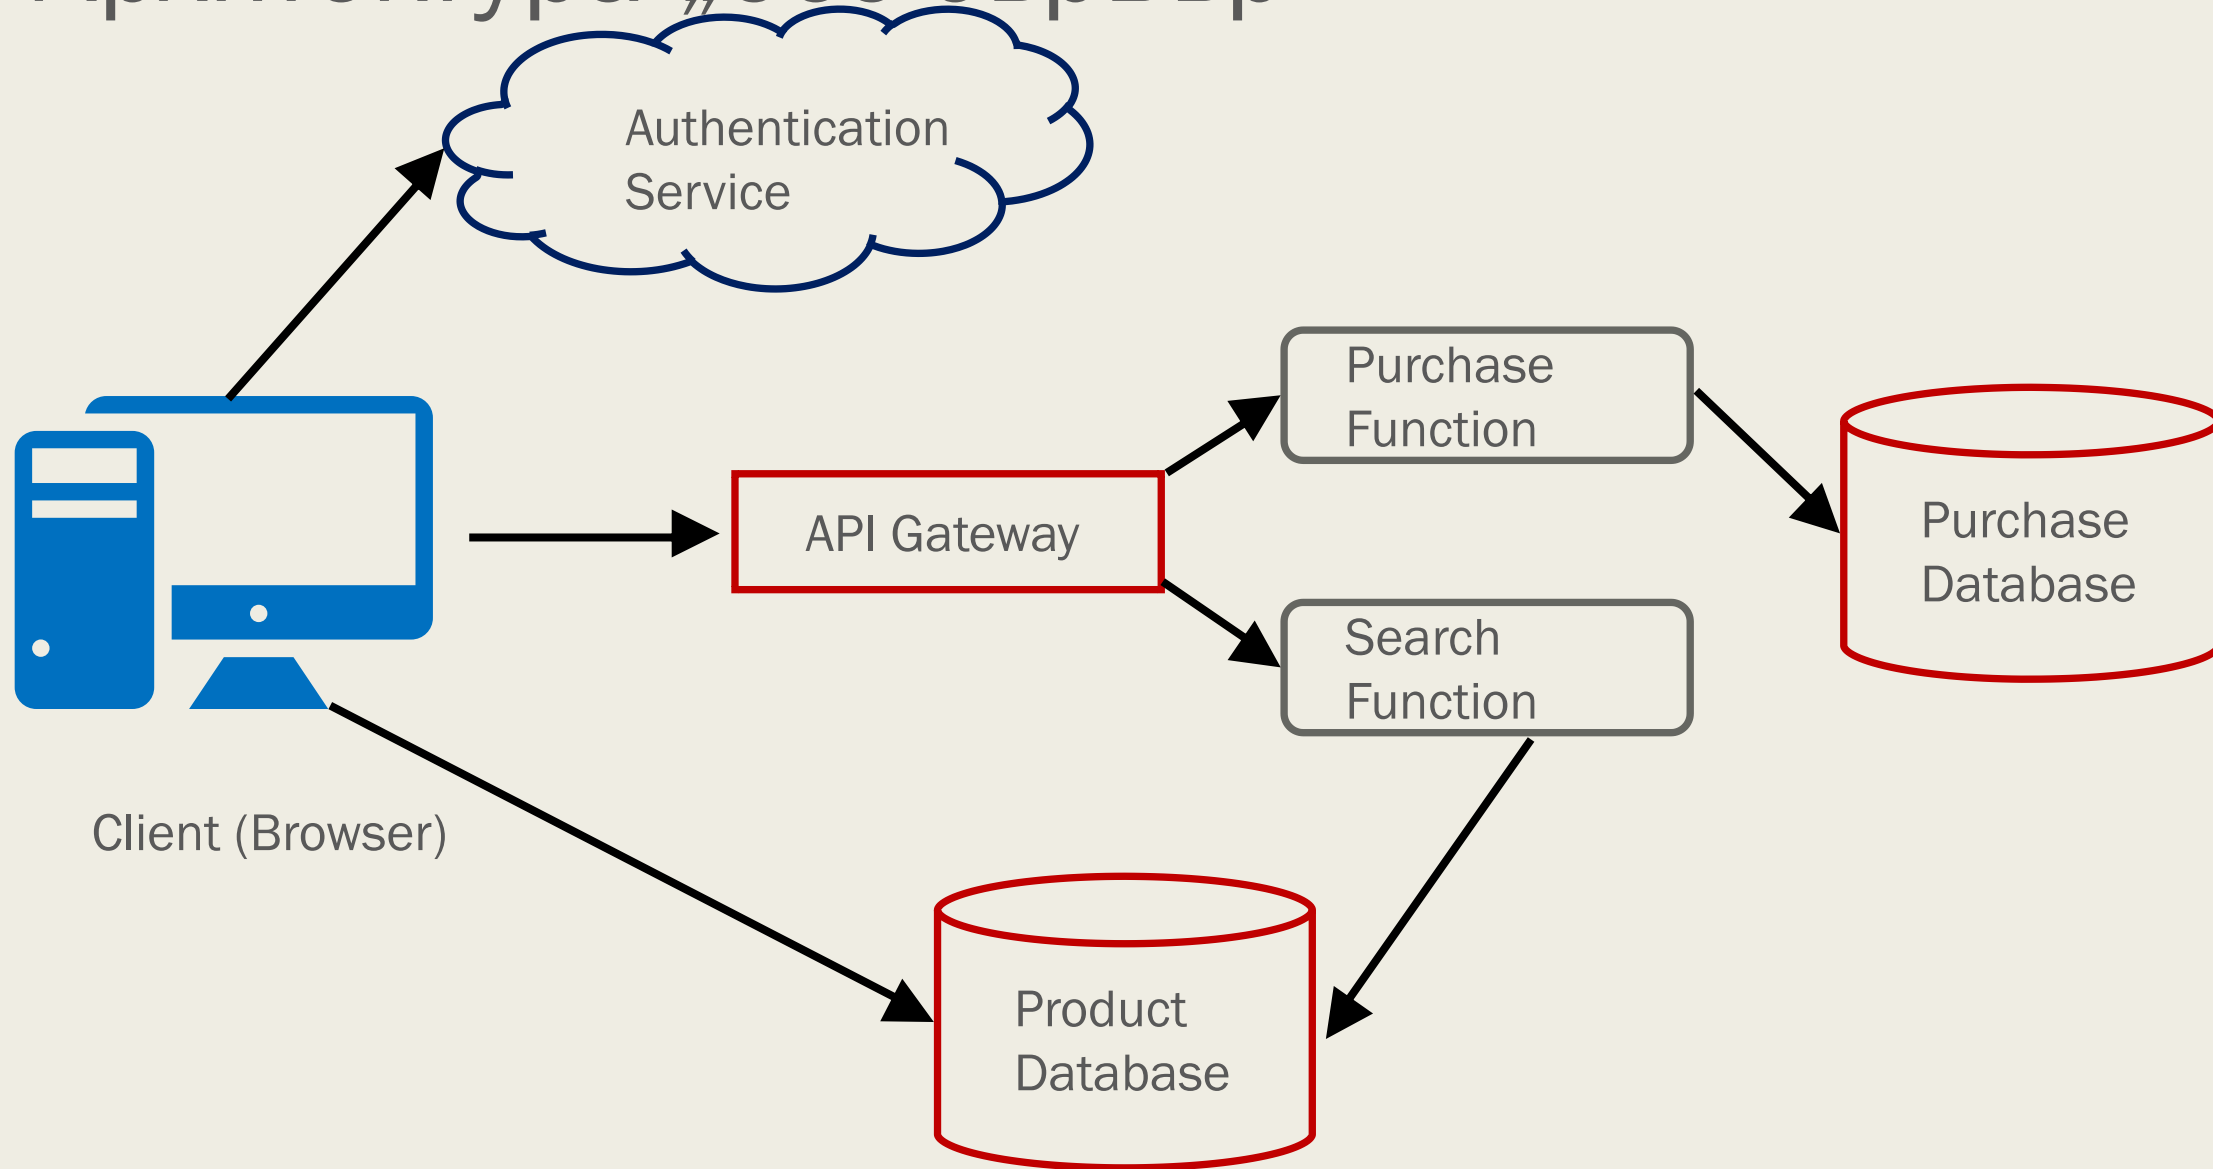 Authentication
Service
Purchase
Function
API Gateway
Purchase
Database
Search
Function
Client (Browser)
Product
Database